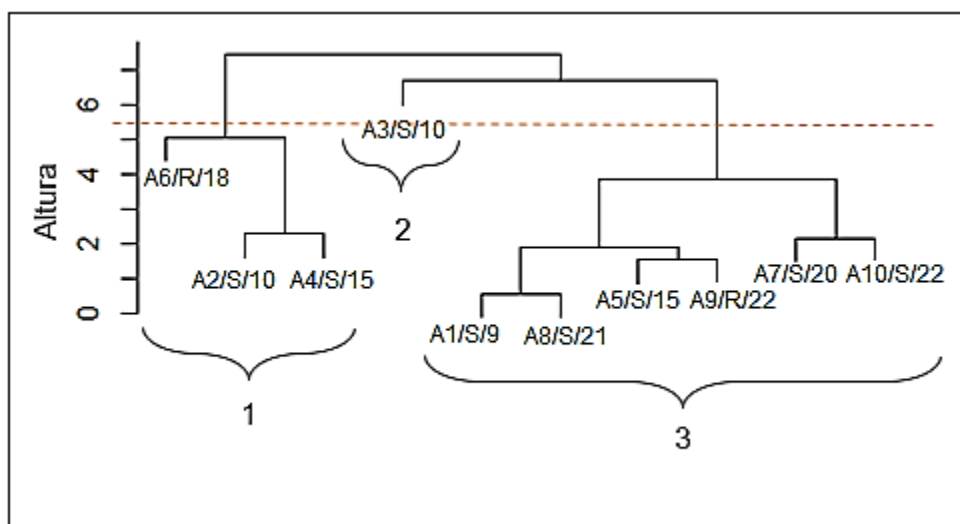 Altura
6
4
2
0
A3/S/10
A6/R/18
2
A2/S/10 A4/S/15
A7/S/20 A10/S/22
A5/S/15 A9/R/22
A1/S/9 A8/S/21
1
3